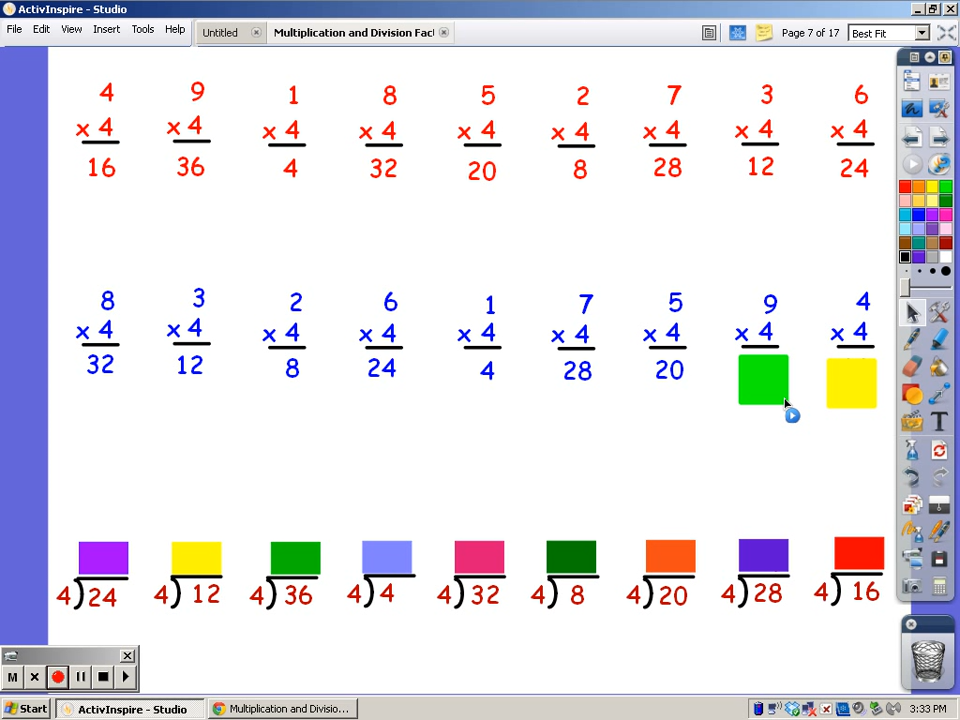 ActivInspire - Studio
File Edit View Insert Tools Help
Untitled
Multiplication and Division Fact
Page 7 of 17
Best Fit
4 9 1 8 5 2 7 3 6
x 4 x 4 x 4 x 4 x 4 x 4 x 4 x 4 x 4
16 36 4 32 20 8 28 12 24
8 3 2 6 1 7 5 9 4
x 4 x 4 x 4 x 4 x 4 x 4 x 4 x 4 x 4
32 12 8 24 4 28 20
4)24 4)12 4)36 4)4 4)32 4)8 4)20 4)28 4)16
T
M
Start
ActivInspire - Studio
Multiplication and Divisio...
3:33 PM